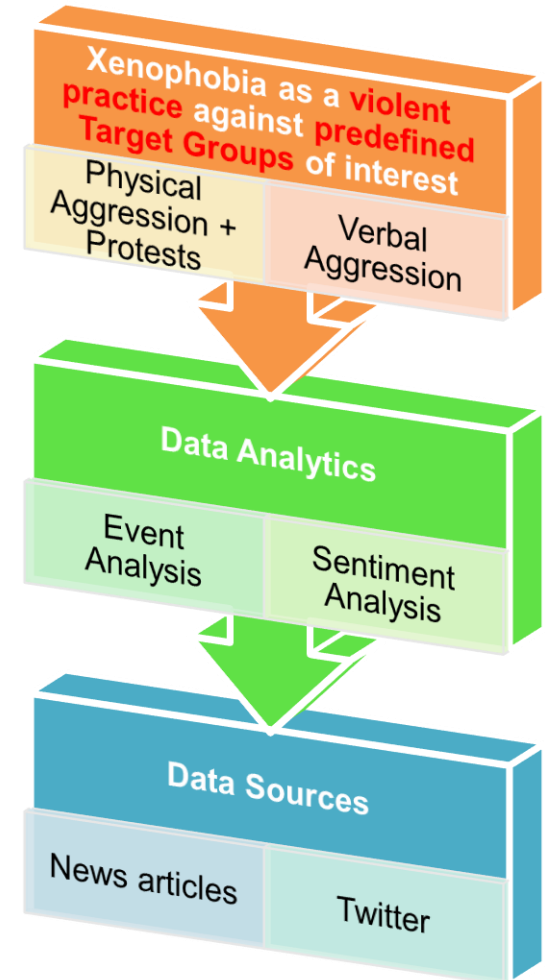 Xenophobia as a violent
practice against predefined
Target Groups of interest
Physical
Aggression +
Protests
Verbal
Aggression
Data Analytics
Event
Analysis
Sentiment
Analysis
Data Sources
News articles
Twitter